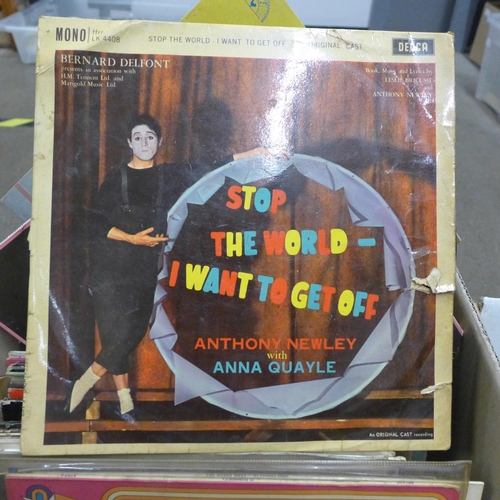 MONO
LK 4408
STOP THE WORLD - I WANT TO GET OFF ORIGINAL CAST
DECCA
BERNARD DELFONT
presents in association with
H.M. Tennent Ltd. and
Marigold Music Ltd.
Book, Music and Lyrics by
LESLIE BRICUSSE
and
ANTHONY NEWLEY
STOP
THE WORLD -
I WANT TO GET OFF
ANTHONY NEWLEY
with
ANNA QUAYLE
An ORIGINAL CAST recording